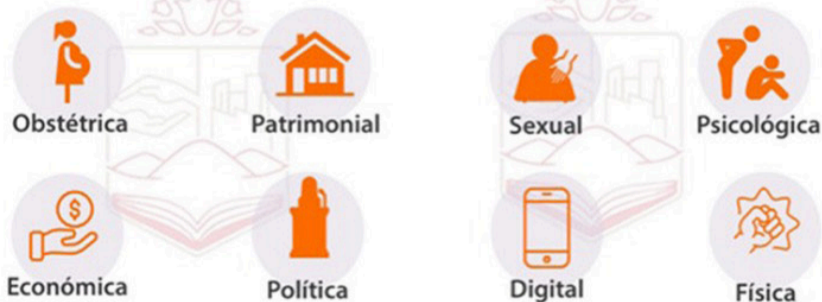 Obstétrica
Patrimonial
Sexual
Psicológica
Económica
Política
Digital
Física
$